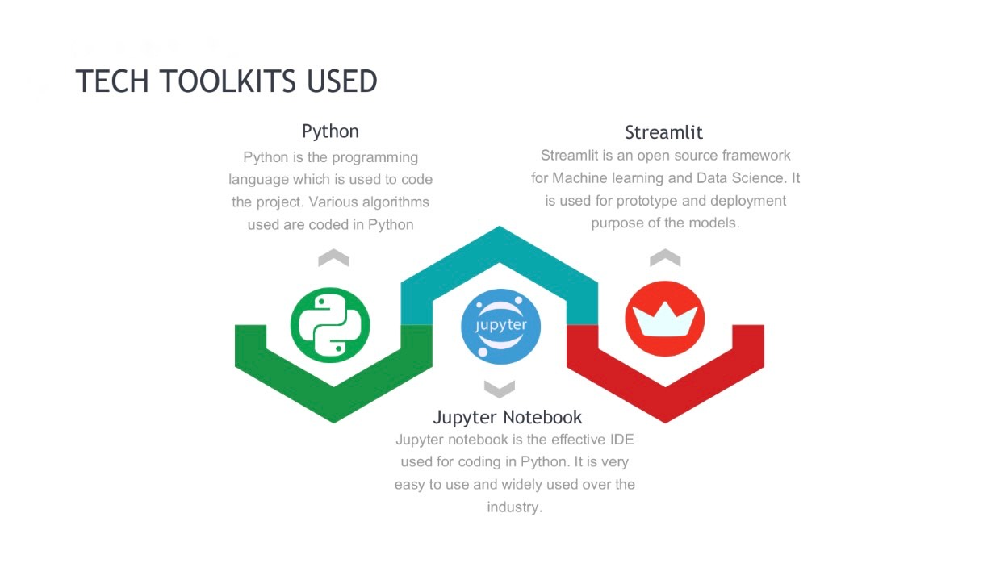 TECH TOOLKITS USED
Python
Python is the programming
language which is used to code
the project. Various algorithms
used are coded in Python
Streamlit
Streamlit is an open source framework
for Machine learning and Data Science. It
is used for prototype and deployment
purpose of the models.
jupyter
Jupyter Notebook
Jupyter notebook is the effective IDE
used for coding in Python. It is very
easy to use and widely used over the
industry.